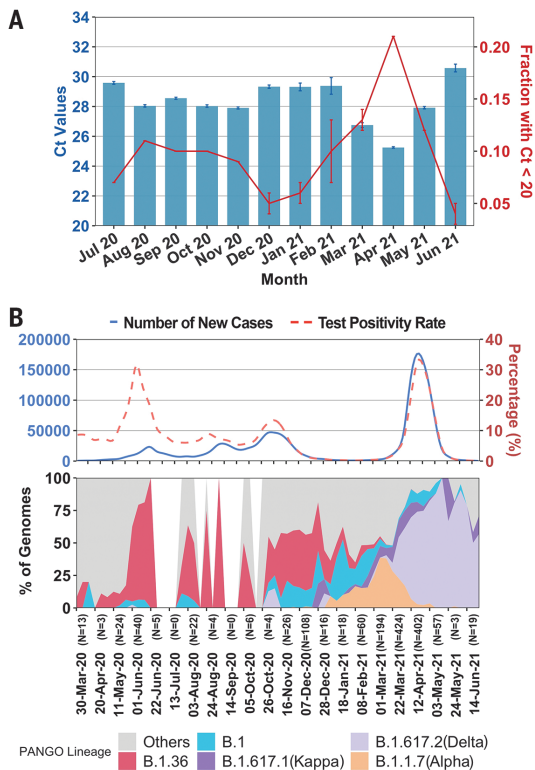 A
Ct Values
34
32
30
28
26
24
22
20
0.20
0.15
0.10
0.05
Fraction with Ct < 20
Jul 20
Aug 20
Sep 20
Oct 20
Nov 20
Dec 20
Jan 21
Feb 21
Mar 21
Apr 21
May 21
Jun 21
Month
B
Number of New Cases
Test Positivity Rate
200000
150000
100000
50000
0
40
30
20
10
0
Percentage (%)
% of Genomes
100
75
50
25
0
30-Mar-20 (N=13)
20-Apr-20 (N=3)
11-May-20 (N=24)
01-Jun-20 (N=40)
22-Jun-20 (N=5)
13-Jul-20 (N=0)
03-Aug-20 (N=22)
24-Aug-20 (N=4)
14-Sep-20 (N=0)
05-Oct-20 (N=6)
26-Oct-20 (N=4)
16-Nov-20 (N=26)
07-Dec-20 (N=108)
28-Dec-20 (N=16)
18-Jan-21 (N=18)
08-Feb-21 (N=60)
01-Mar-21 (N=194)
22-Mar-21 (N=424)
12-Apr-21 (N=402)
03-May-21 (N=57)
24-May-21 (N=3)
14-Jun-21 (N=19)
PANGO Lineage
Others
B.1
B.1.617.2(Delta)
B.1.36
B.1.617.1(Kappa)
B.1.1.7(Alpha)